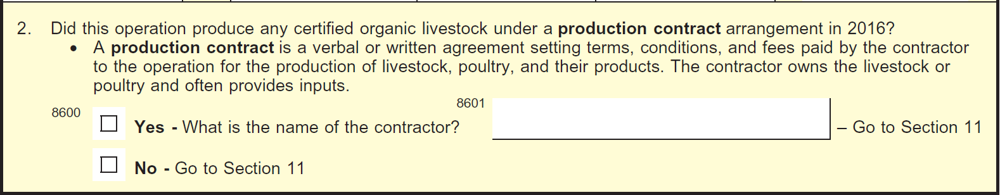 2. Did this operation produce any certified organic livestock under a production contract arrangement in 2016?
• A production contract is a verbal or written agreement setting terms, conditions, and fees paid by the contractor
to the operation for the production of livestock, poultry, and their products. The contractor owns the livestock or
poultry and often provides inputs.
8600 Yes - What is the name of the contractor? 8601 – Go to Section 11
No - Go to Section 11